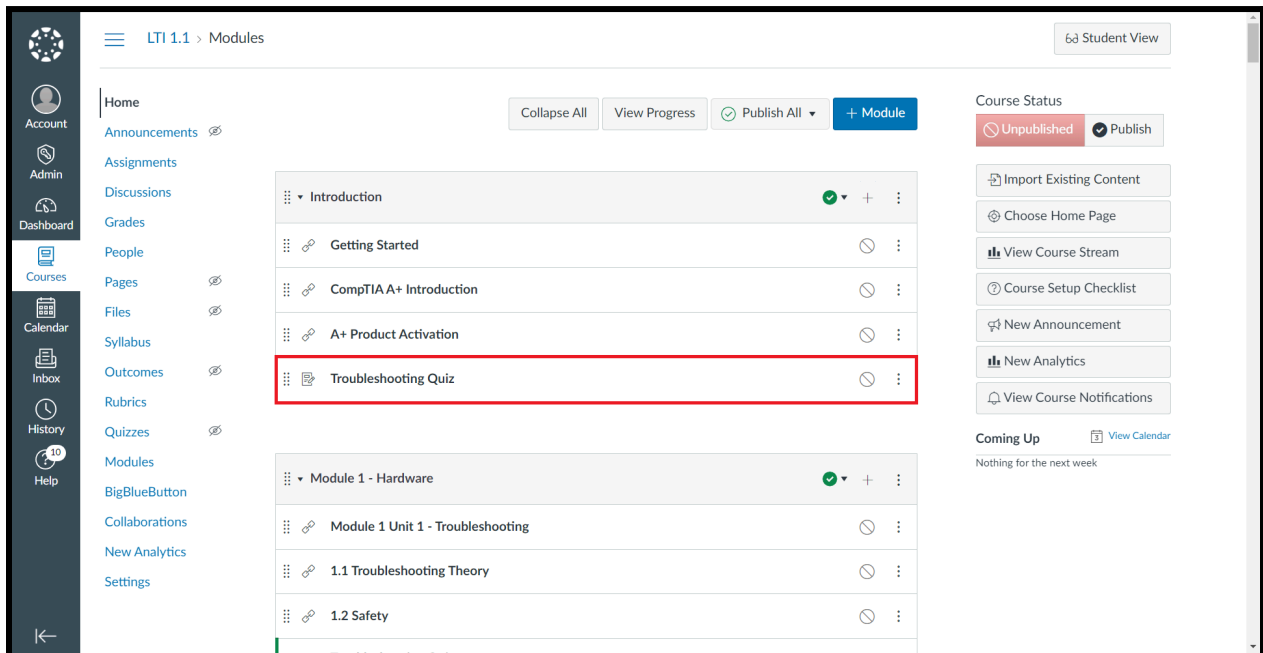 LTI 1.1 > Modules
Student View
Account
Admin
Dashboard
Courses
Calendar
Inbox
History
10
Help
Home
Announcements
Assignments
Discussions
Grades
People
Pages
Files
Syllabus
Outcomes
Rubrics
Quizzes
Modules
BigBlueButton
Collaborations
New Analytics
Settings
Collapse All View Progress Publish All + Module
Introduction
Getting Started
CompTIA A+ Introduction
A+ Product Activation
Troubleshooting Quiz
Module 1 - Hardware
Module 1 Unit 1 - Troubleshooting
1.1 Troubleshooting Theory
1.2 Safety
Course Status
Unpublished Publish
Import Existing Content
Choose Home Page
View Course Stream
Course Setup Checklist
New Announcement
New Analytics
View Course Notifications
Coming Up 3 View Calendar
Nothing for the next week